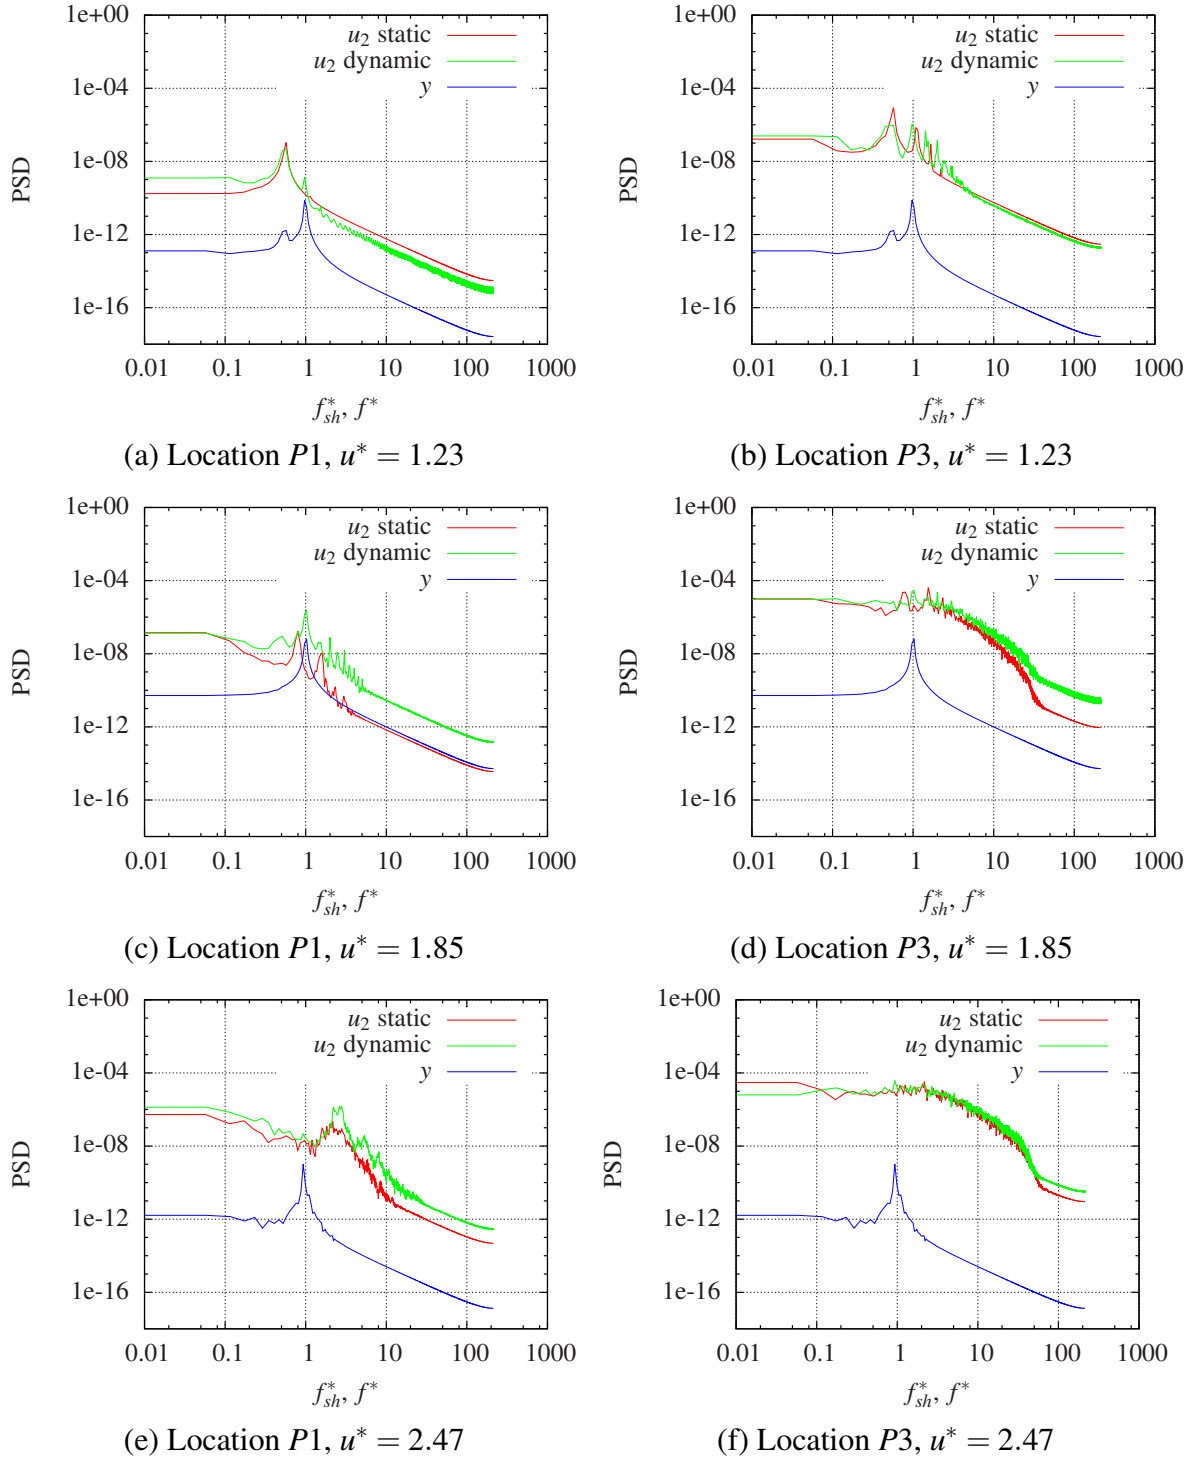 1e+00
1e-04
1e-08
1e-12
1e-16
PSD
u2 static
u2 dynamic
y
0.01 0.1 1 10 100 1000
f*sh, f*
(a) Location P1, u* = 1.23
1e+00
1e-04
1e-08
1e-12
1e-16
PSD
u2 static
u2 dynamic
y
0.01 0.1 1 10 100 1000
f*sh, f*
(b) Location P3, u* = 1.23
1e+00
1e-04
1e-08
1e-12
1e-16
PSD
u2 static
u2 dynamic
y
0.01 0.1 1 10 100 1000
f*sh, f*
(c) Location P1, u* = 1.85
1e+00
1e-04
1e-08
1e-12
1e-16
PSD
u2 static
u2 dynamic
y
0.01 0.1 1 10 100 1000
f*sh, f*
(d) Location P3, u* = 1.85
1e+00
1e-04
1e-08
1e-12
1e-16
PSD
u2 static
u2 dynamic
y
0.01 0.1 1 10 100 1000
f*sh, f*
(e) Location P1, u* = 2.47
1e+00
1e-04
1e-08
1e-12
1e-16
PSD
u2 static
u2 dynamic
y
0.01 0.1 1 10 100 1000
f*sh, f*
(f) Location P3, u* = 2.47